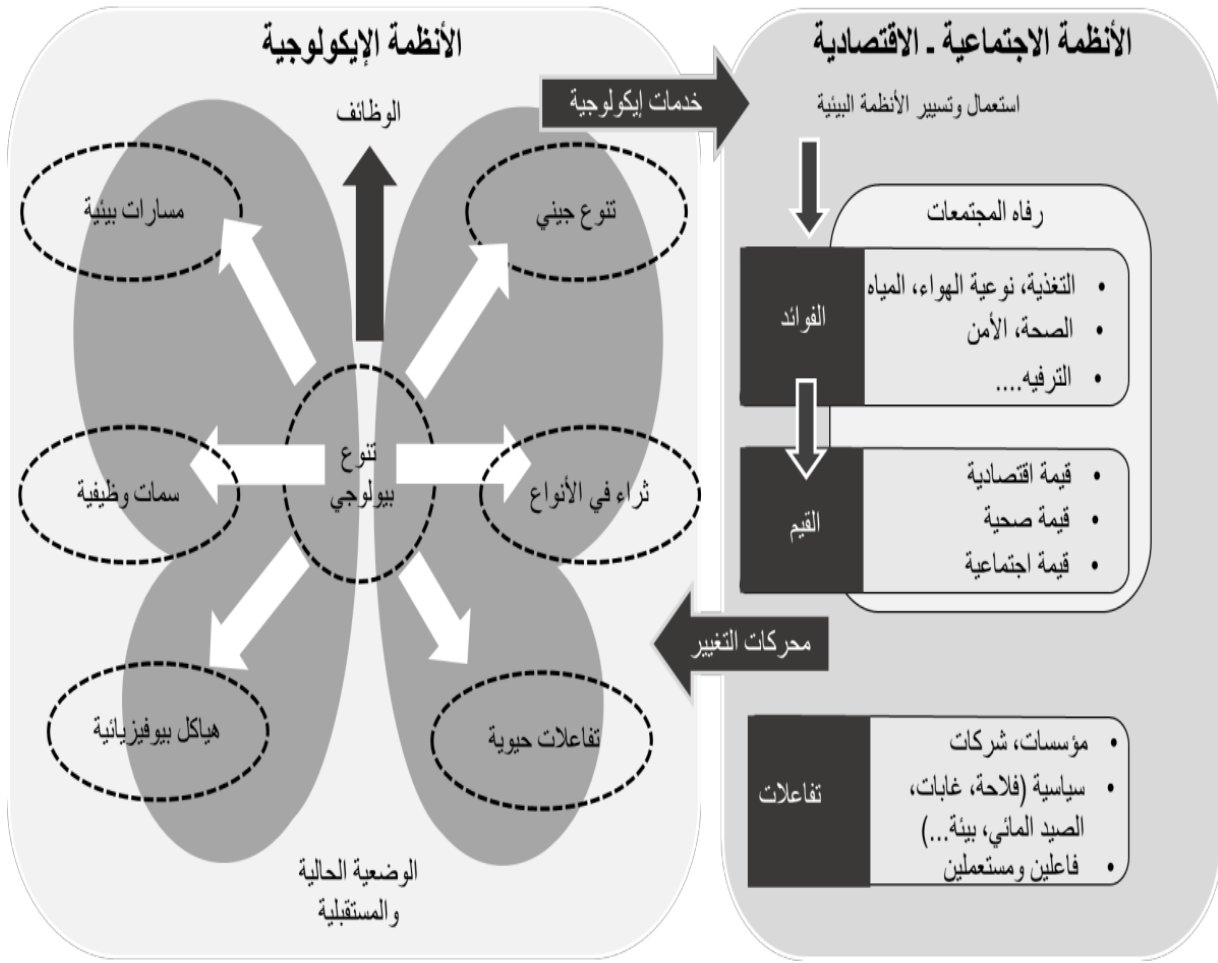 الأنظمة الاجتماعية ـ الاقتصادية
استعمال وتسيير الأنظمة البيئية
رفاه المجتمعات
الفوائد
• التغذية، نوعية الهواء، المياه
• الصحة، الأمن
• الترفيه....
القيم
• قيمة اقتصادية
• قيمة صحية
• قيمة اجتماعية
تفاعلات
• مؤسسات، شركات
• سياسية (فلاحة، غابات،
الصيد المائي، بيئة...)
• فاعلين ومستعملين
خدمات إيكولوجية
محركات التغيير
الأنظمة الإيكولوجية
الوظائف
تنوع جيني
مسارات بيئية
تنوع
بيولوجي
ثراء في الأنواع
سمات وظيفية
تفاعلات حيوية
هياكل بيوفيزيائية
الوضعية الحالية
والمستقبلية